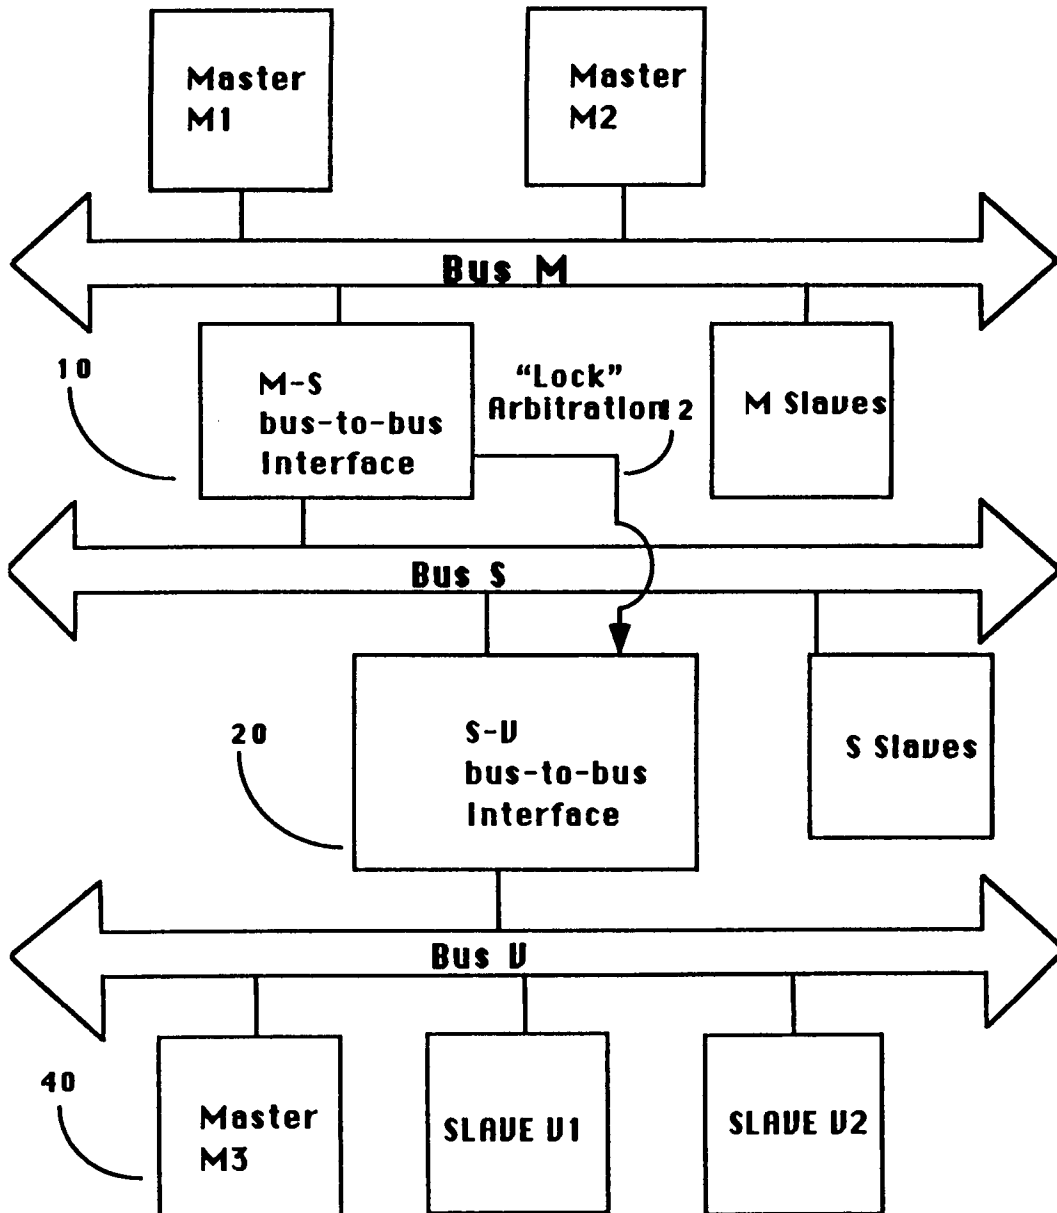 Master
M1
Master
M2
Bus M
10
M-S
bus-to-bus
Interface
“Lock”
Arbitration
12
M Slaves
Bus S
20
S-V
bus-to-bus
Interface
S Slaves
Bus V
40
Master
M3
SLAVE V1
SLAVE V2